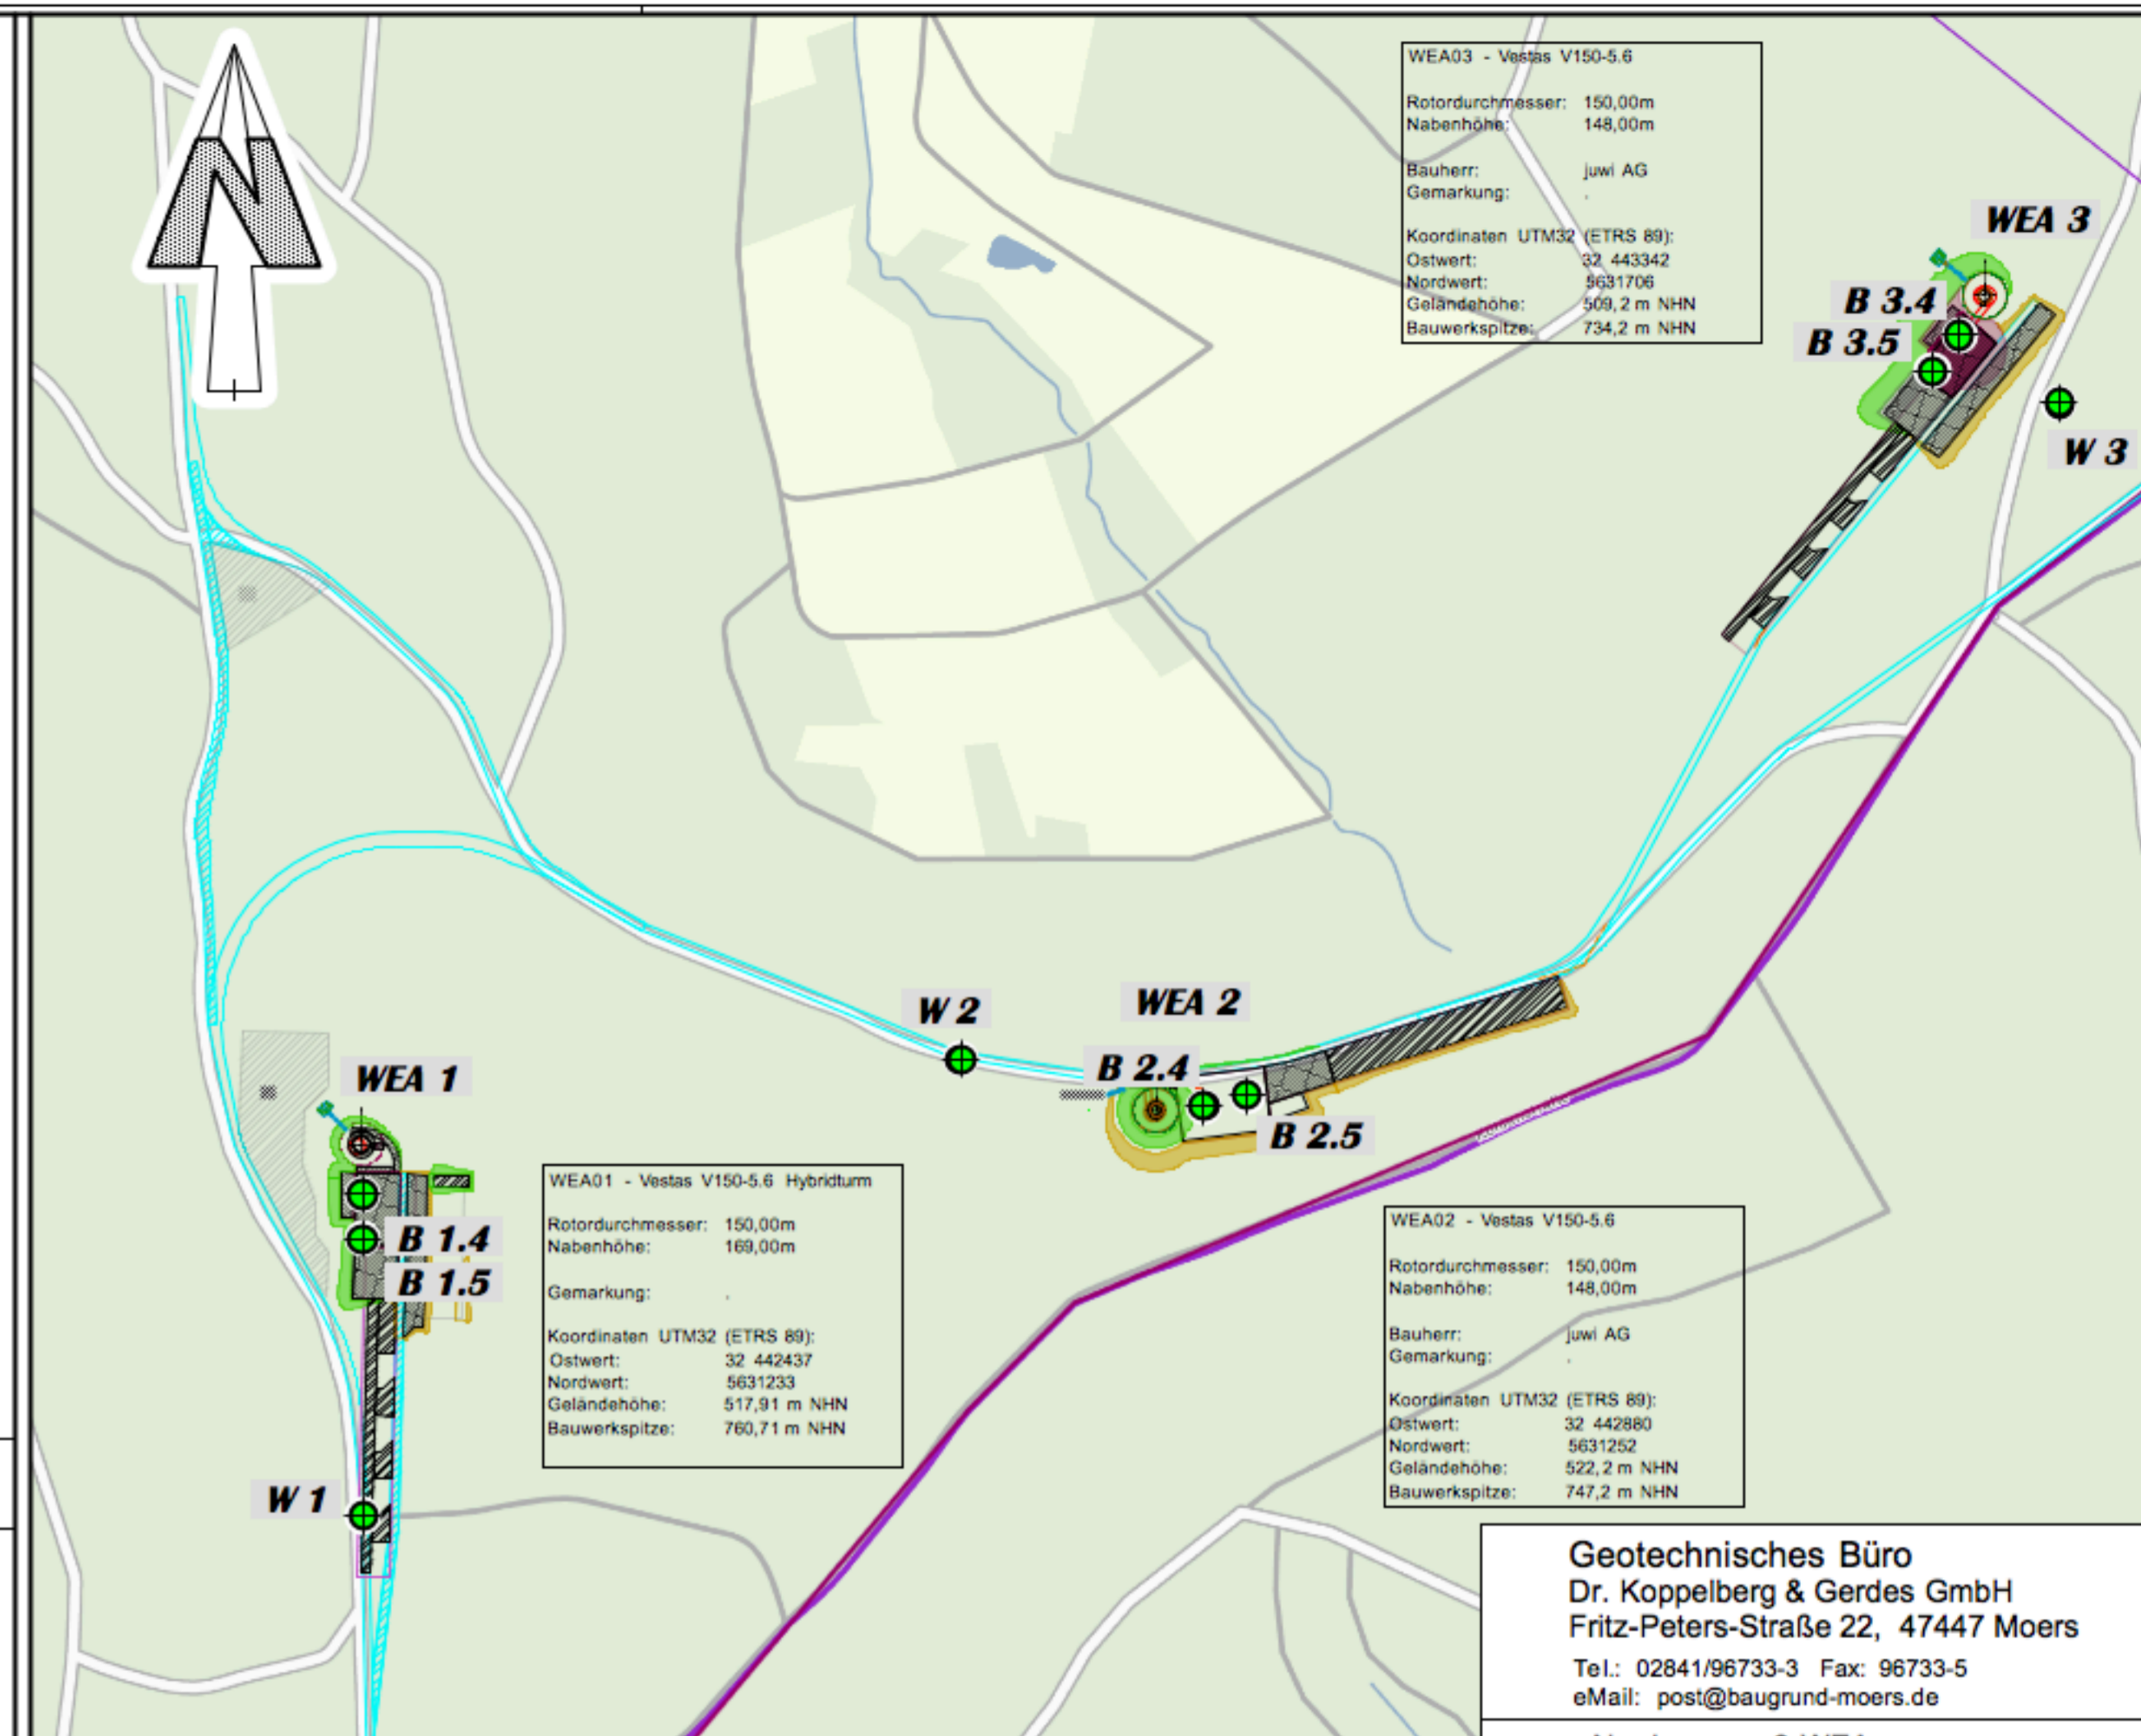 N
WEA03 - Vestas V150-5.6
Rotordurchmesser: 150,00m
Nabenhöhe: 148,00m
Bauherr: juwi AG
Gemarkung: .
Koordinaten UTM32 (ETRS 89):
Ostwert: 32 443342
Nordwert: 5631706
Geländehöhe: 509,2 m NHN
Bauwerkspitze: 734,2 m NHN
WEA 3
B 3.4
B 3.5
W 3
W 2
WEA 2
B 2.4
B 2.5
WEA 1
B 1.4
B 1.5
W 1
WEA01 - Vestas V150-5.6 Hybridturm
Rotordurchmesser: 150,00m
Nabenhöhe: 169,00m
Gemarkung: .
Koordinaten UTM32 (ETRS 89):
Ostwert: 32 442437
Nordwert: 5631233
Geländehöhe: 517,91 m NHN
Bauwerkspitze: 760,71 m NHN
WEA02 - Vestas V150-5.6
Rotordurchmesser: 150,00m
Nabenhöhe: 148,00m
Bauherr: juwi AG
Gemarkung: .
Koordinaten UTM32 (ETRS 89):
Ostwert: 32 442880
Nordwert: 5631252
Geländehöhe: 522,2 m NHN
Bauwerkspitze: 747,2 m NHN
Geotechnisches Büro
Dr. Koppelberg & Gerdes GmbH
Fritz-Peters-Straße 22, 47447 Moers
Tel.: 02841/96733-3 Fax: 96733-5
eMail: post@baugrund-moers.de